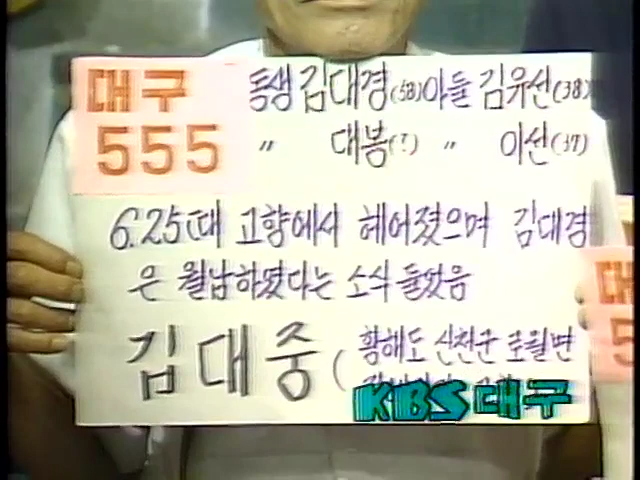 대구 555
동생 김대경(58)아들 김유선(38)
〃 대봉(?) 〃 이선(37)
6.25때 고향에서 헤어졌으며 김대경
은 월남하였다는 소식 들었음
김대중( 황해도 신천군 로월면
KBS 대구